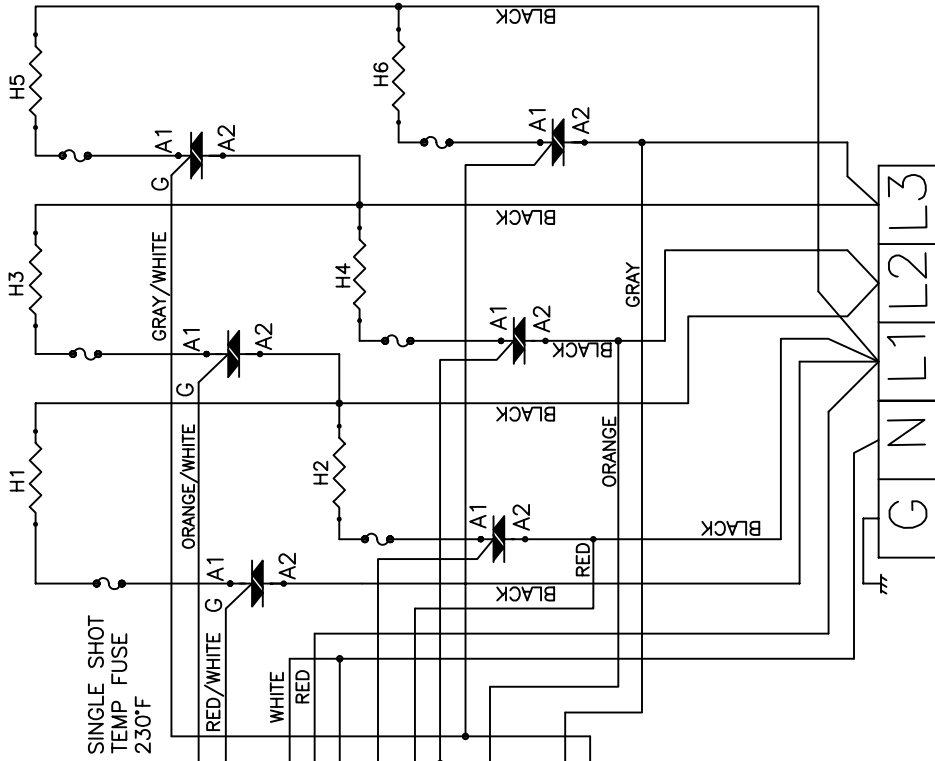 BLACK
H5
H6
A1
A2
G
A1
A2
GRAY/WHITE
BLACK
H3
H4
A1
A2
G
A1
A2
BLACK
GRAY
ORANGE/WHITE
BLACK
ORANGE
H1
H2
A1
A2
G
A1
A2
RED
BLACK
BLACK
SINGLE SHOT
TEMP FUSE
230°F
RED/WHITE
WHITE
RED
G
N
L1
L2
L3